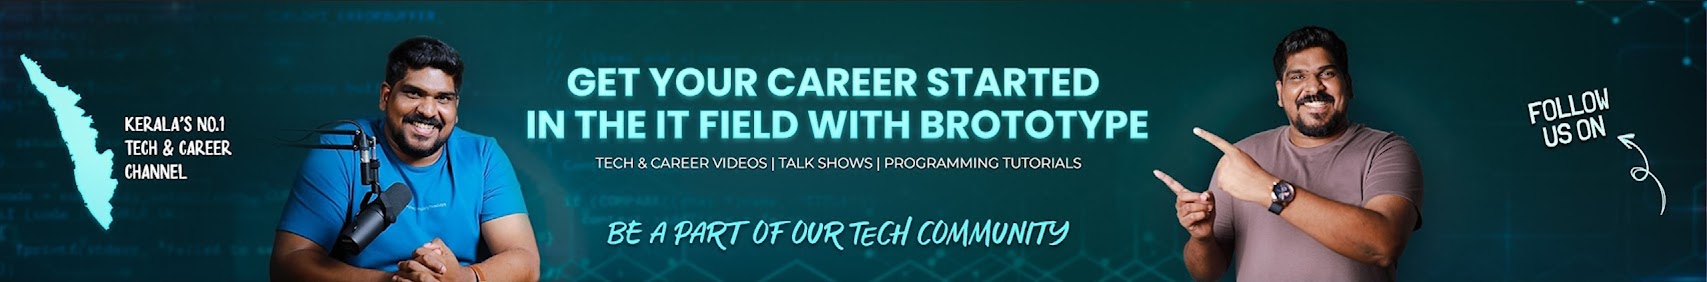 KERALA'S NO.1
TECH & CAREER
CHANNEL
GET YOUR CAREER STARTED
IN THE IT FIELD WITH BROTOTYPE
TECH & CAREER VIDEOS | TALK SHOWS | PROGRAMMING TUTORIALS
BE A PART OF OUR TECH COMMUNITY
FOLLOW
US ON